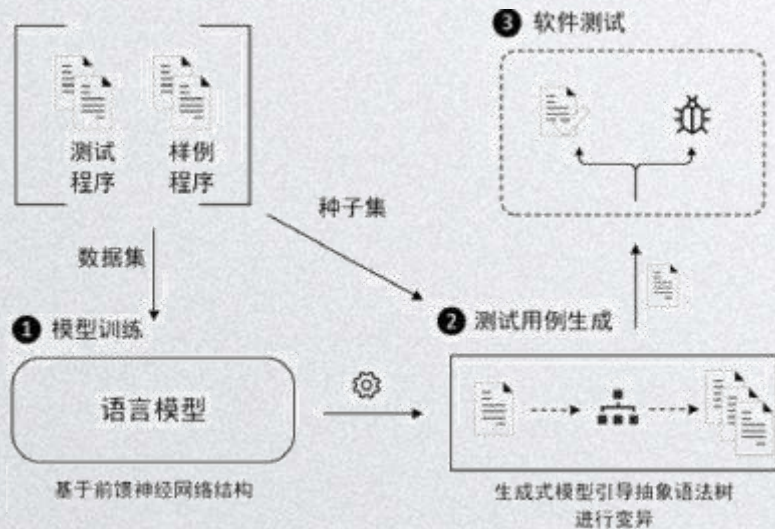 ❸ 软件测试
测试
程序
样例
程序
种子集
数据集
❶ 模型训练
❷ 测试用例生成
语言模型
基于前馈神经网络结构
生成式模型引导抽象语法树
进行变异